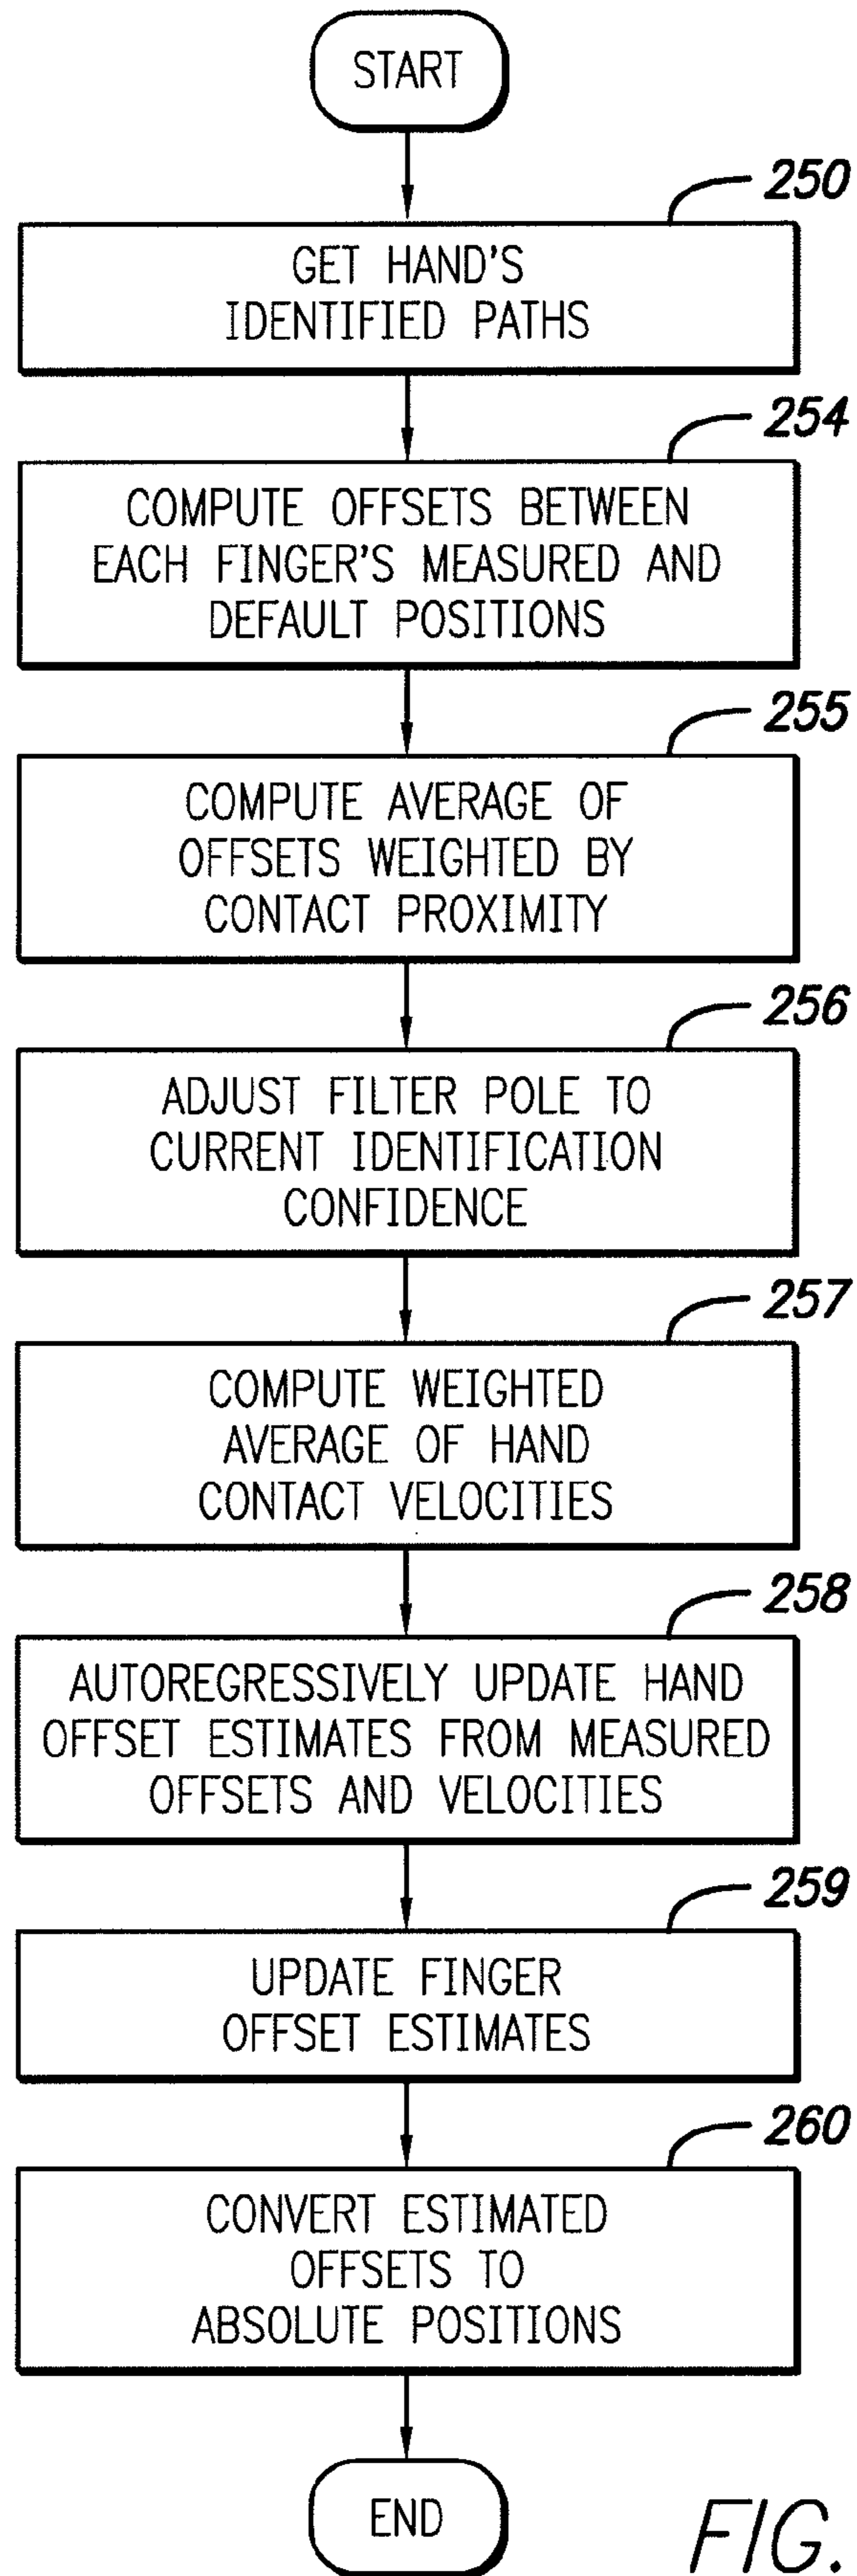 START
250
GET HAND'S
IDENTIFIED PATHS
254
COMPUTE OFFSETS BETWEEN
EACH FINGER'S MEASURED AND
DEFAULT POSITIONS
255
COMPUTE AVERAGE OF
OFFSETS WEIGHTED BY
CONTACT PROXIMITY
256
ADJUST FILTER POLE TO
CURRENT IDENTIFICATION
CONFIDENCE
257
COMPUTE WEIGHTED
AVERAGE OF HAND
CONTACT VELOCITIES
258
AUTOREGRESSIVELY UPDATE HAND
OFFSET ESTIMATES FROM MEASURED
OFFSETS AND VELOCITIES
259
UPDATE FINGER
OFFSET ESTIMATES
260
CONVERT ESTIMATED
OFFSETS TO
ABSOLUTE POSITIONS
END
FIG.